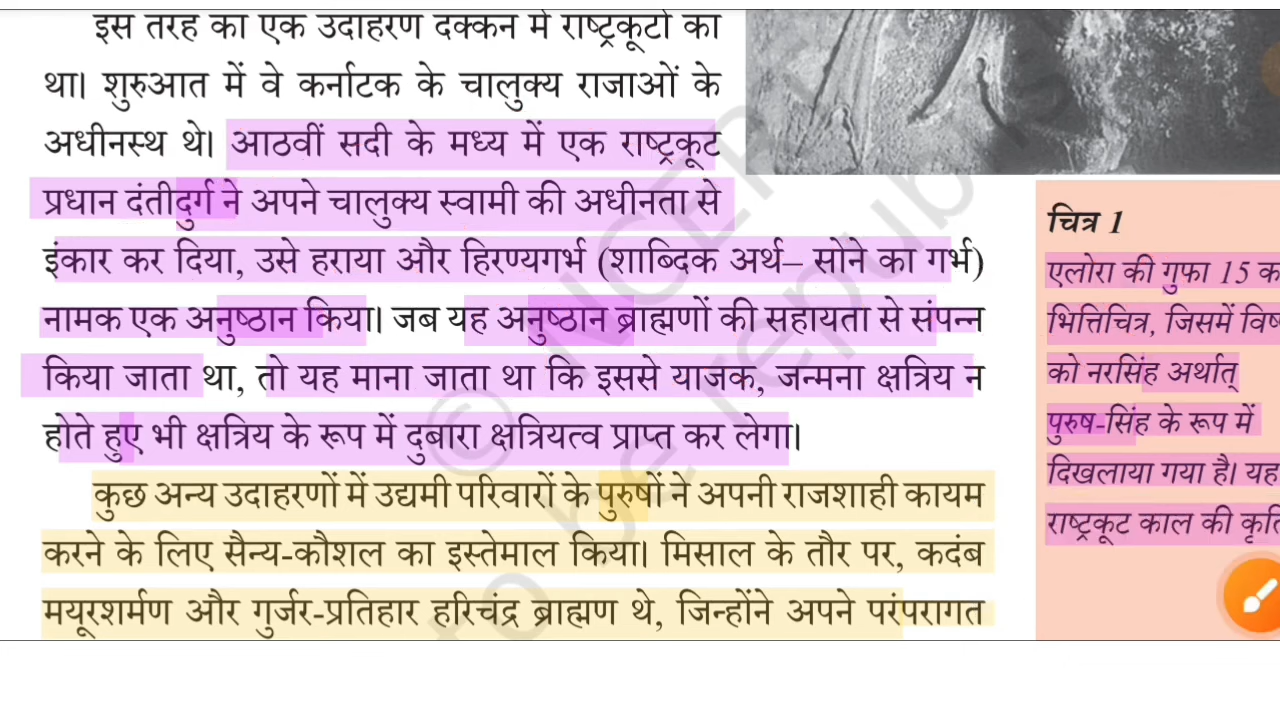 इस तरह का एक उदाहरण दक्कन में राष्ट्रकूटों का
था। शुरुआत में वे कर्नाटक के चालुक्य राजाओं के
अधीनस्थ थे। आठवीं सदी के मध्य में एक राष्ट्रकूट
प्रधान दंतीदुर्ग ने अपने चालुक्य स्वामी की अधीनता से
इंकार कर दिया, उसे हराया और हिरण्यगर्भ (शाब्दिक अर्थ– सोने का गर्भ)
नामक एक अनुष्ठान किया। जब यह अनुष्ठान ब्राह्मणों की सहायता से संपन्न
किया जाता था, तो यह माना जाता था कि इससे याजक, जन्मना क्षत्रिय न
होते हुए भी क्षत्रिय के रूप में दुबारा क्षत्रियत्व प्राप्त कर लेगा।
कुछ अन्य उदाहरणों में उद्यमी परिवारों के पुरुषों ने अपनी राजशाही कायम
करने के लिए सैन्य-कौशल का इस्तेमाल किया। मिसाल के तौर पर, कदंब
मयूरशर्मण और गुर्जर-प्रतिहार हरिचंद्र ब्राह्मण थे, जिन्होंने अपने परंपरागत
चित्र 1
एलोरा की गुफा 15 क
भित्तिचित्र, जिसमें विष
को नरसिंह अर्थात्
पुरुष-सिंह के रूप में
दिखलाया गया है। यह
राष्ट्रकूट काल की कृति